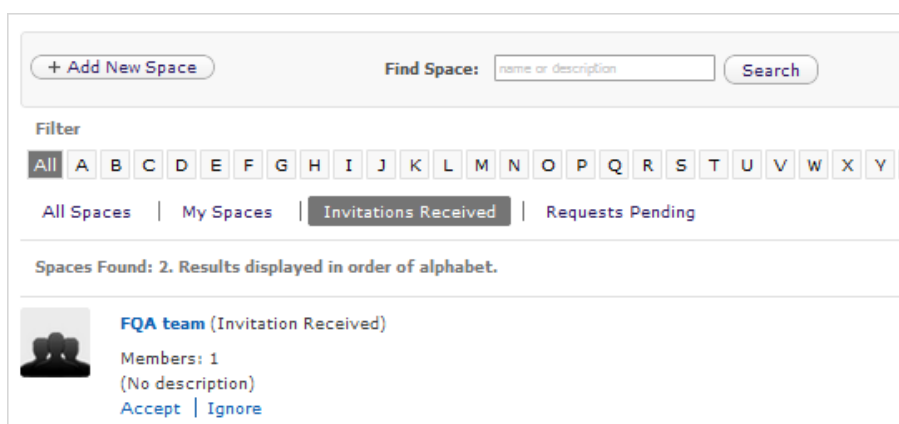 + Add New Space Find Space: name or description Search
Filter
All A B C D E F G H I J K L M N O P Q R S T U V W X Y
All Spaces | My Spaces | Invitations Received | Requests Pending
Spaces Found: 2. Results displayed in order of alphabet.
FQA team (Invitation Received)
Members: 1
(No description)
Accept | Ignore